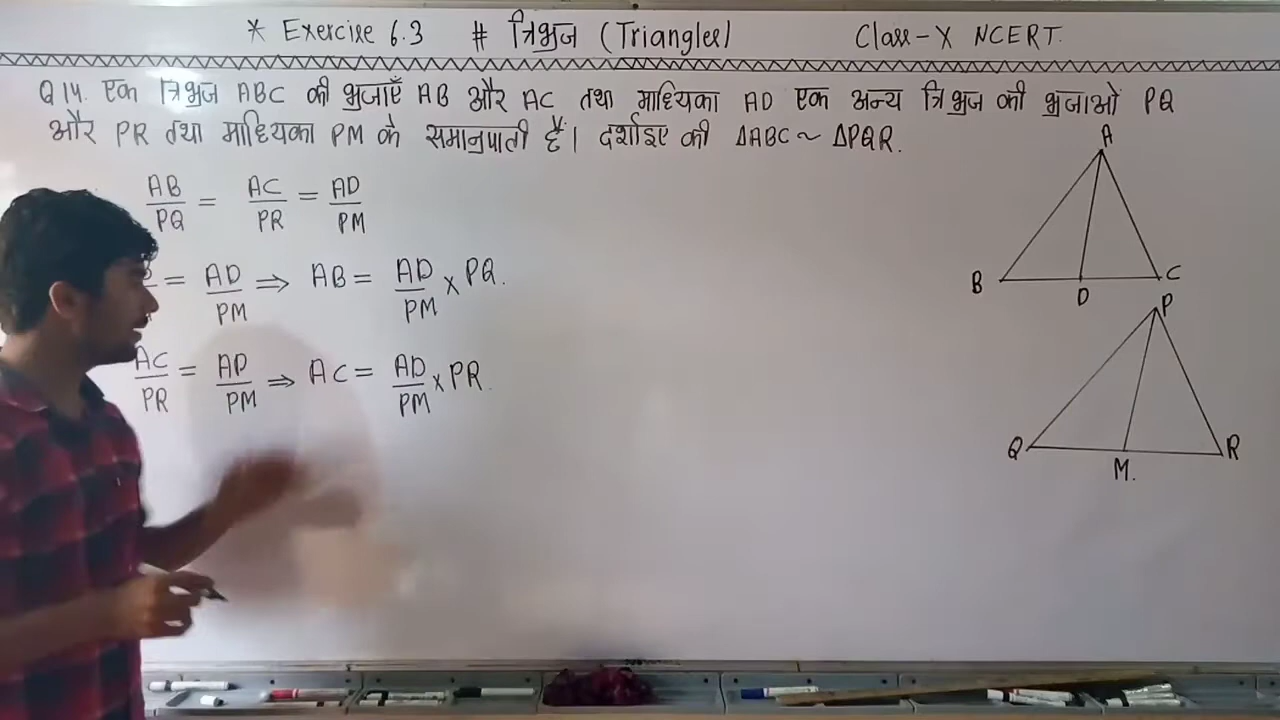 * Exercise 6.3 # त्रिभुज (Triangles) Class-X NCERT.
Q 14. एक त्रिभुज ABC की भुजाएँ AB और AC तथा माध्यिका AD एक अन्य त्रिभुज की भुजाओं PQ
और PR तथा माध्यिका PM के समानुपाती हैं। दर्शाइए की ΔABC ~ ΔPQR.
AB/PQ = AC/PR = AD/PM
= AD/PM ⇒ AB = AD/PM × PQ.
AC/PR = AD/PM ⇒ AC = AD/PM × PR.
A
B D C
P
Q M. R